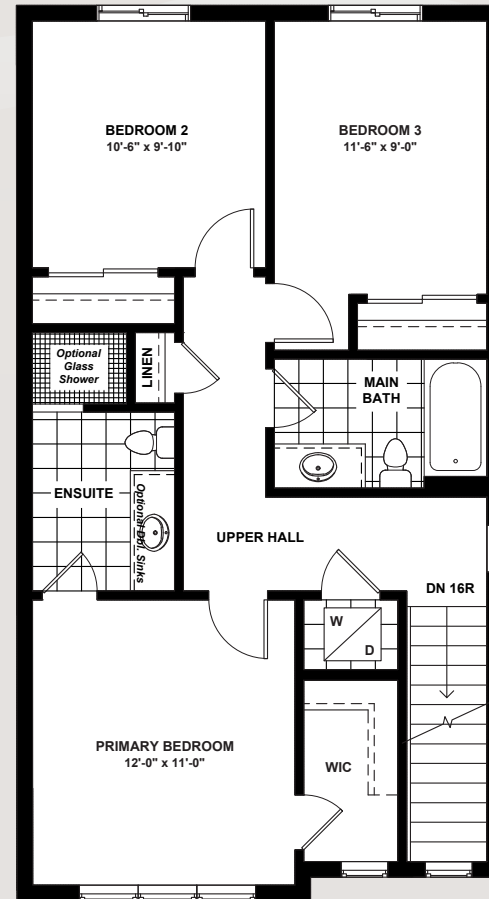 BEDROOM 2
10'-6" x 9'-10"
BEDROOM 3
11'-6" x 9'-0"
Optional
Glass
Shower
LINEN
MAIN
BATH
ENSUITE
Optional Dbl. Sinks
UPPER HALL
DN 16R
W
D
PRIMARY BEDROOM
12'-0" x 11'-0"
WIC
N